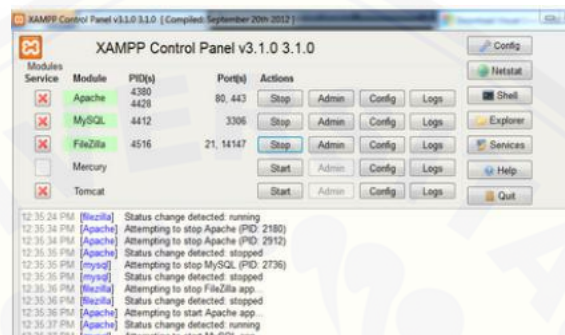 XAMPP Control Panel v3.1.0 3.1.0 [ Compiled: September 20th 2012 ]
XAMPP Control Panel v3.1.0 3.1.0
Config
Modules
Service Module PID(s) Port(s) Actions
Netstat
Apache 4380 4428 80, 443 Stop Admin Config Logs
Shell
MySQL 4412 3306 Stop Admin Config Logs
Explorer
FileZilla 4516 21, 14147 Stop Admin Config Logs
Services
Mercury Start Admin Config Logs
Help
Tomcat Start Admin Config Logs
Quit
12:35:24 PM [filezilla] Status change detected: running
12:35:34 PM [Apache] Attempting to stop Apache (PID: 2180)
12:35:34 PM [Apache] Attempting to stop Apache (PID: 2912)
12:35:35 PM [Apache] Status change detected: stopped
12:35:35 PM [mysql] Attempting to stop MySQL (PID: 2736)
12:35:35 PM [mysql] Status change detected: stopped
12:35:36 PM [filezilla] Attempting to stop FileZilla app...
12:35:36 PM [filezilla] Status change detected: stopped
12:35:36 PM [Apache] Attempting to start Apache app...
12:35:37 PM [Apache] Status change detected: running